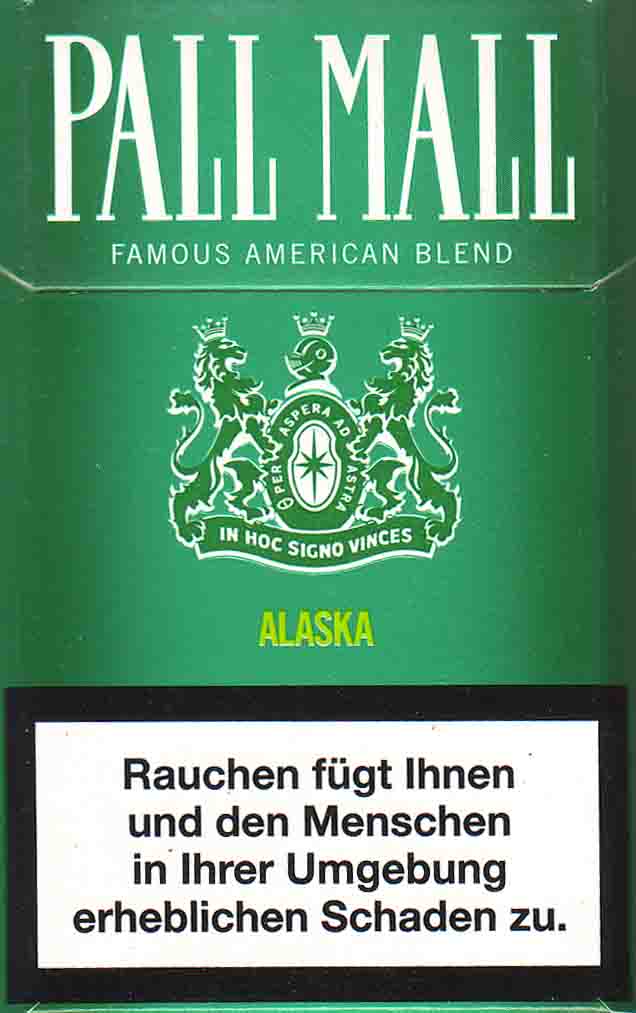 PALL MALL
FAMOUS AMERICAN BLEND
PER ASPERA AD ASTRA
IN HOC SIGNO VINCES
ALASKA
Rauchen fügt Ihnen
und den Menschen
in Ihrer Umgebung
erheblichen Schaden zu.